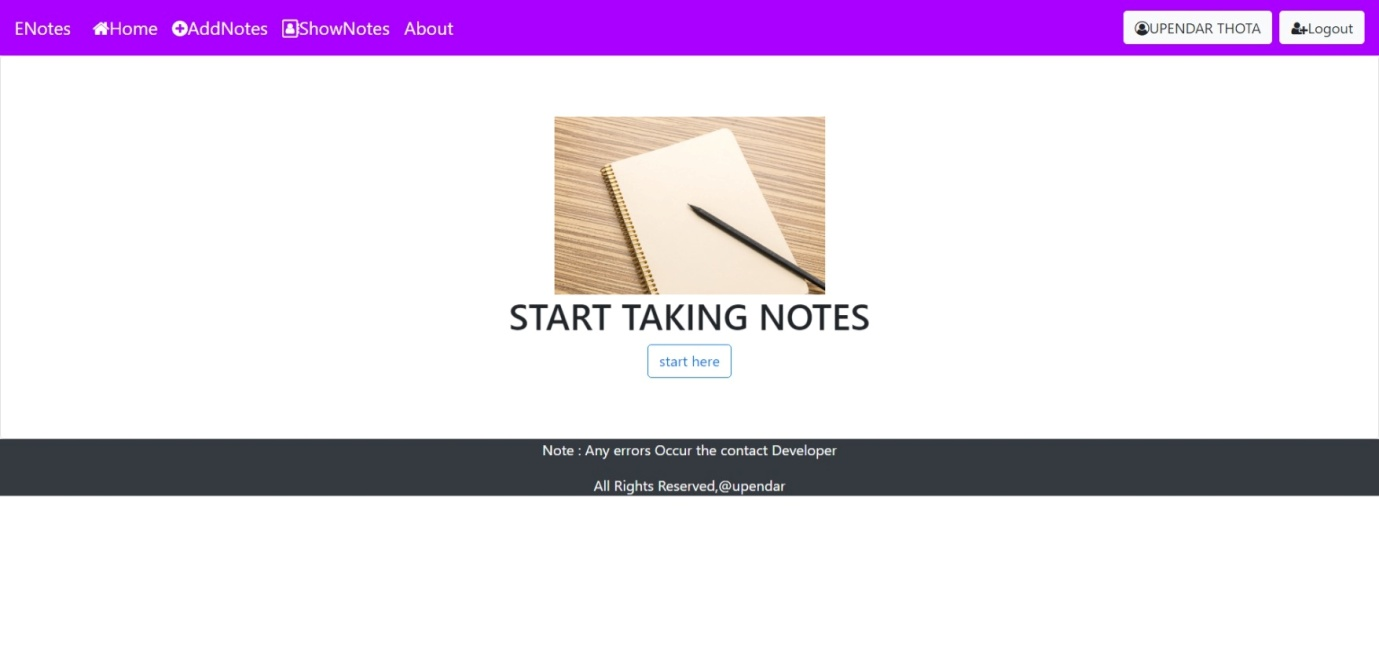 ENotes Home AddNotes ShowNotes About UPENDAR THOTA Logout
START TAKING NOTES
start here
Note : Any errors Occur the contact Developer
All Rights Reserved,@upendar